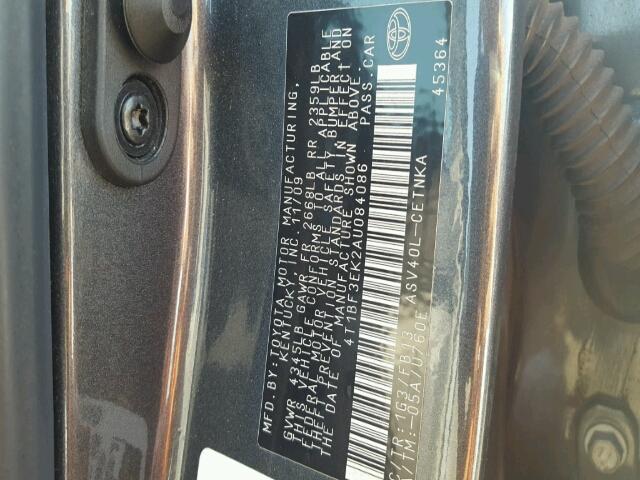 MFD.BY:TOYOTA MOTOR MANUFACTURING,
KENTUCKY, INC. 11/09
GVWR 4345LB GAWR FR 2668LB RR 2359LB
THIS VEHICLE CONFORMS TO ALL APPLICABLE
FEDERAL MOTOR VEHICLE SAFETY, BUMPER, AND
THEFT PREVENTION STANDARDS IN EFFECT ON
THE DATE OF MANUFACTURE SHOWN ABOVE.
4T1BF3EK2AU084086 PASS.CAR
C/TR:1G3/FB13 ASV40L-CETNKA
A/TM:-05A/U760E
45364